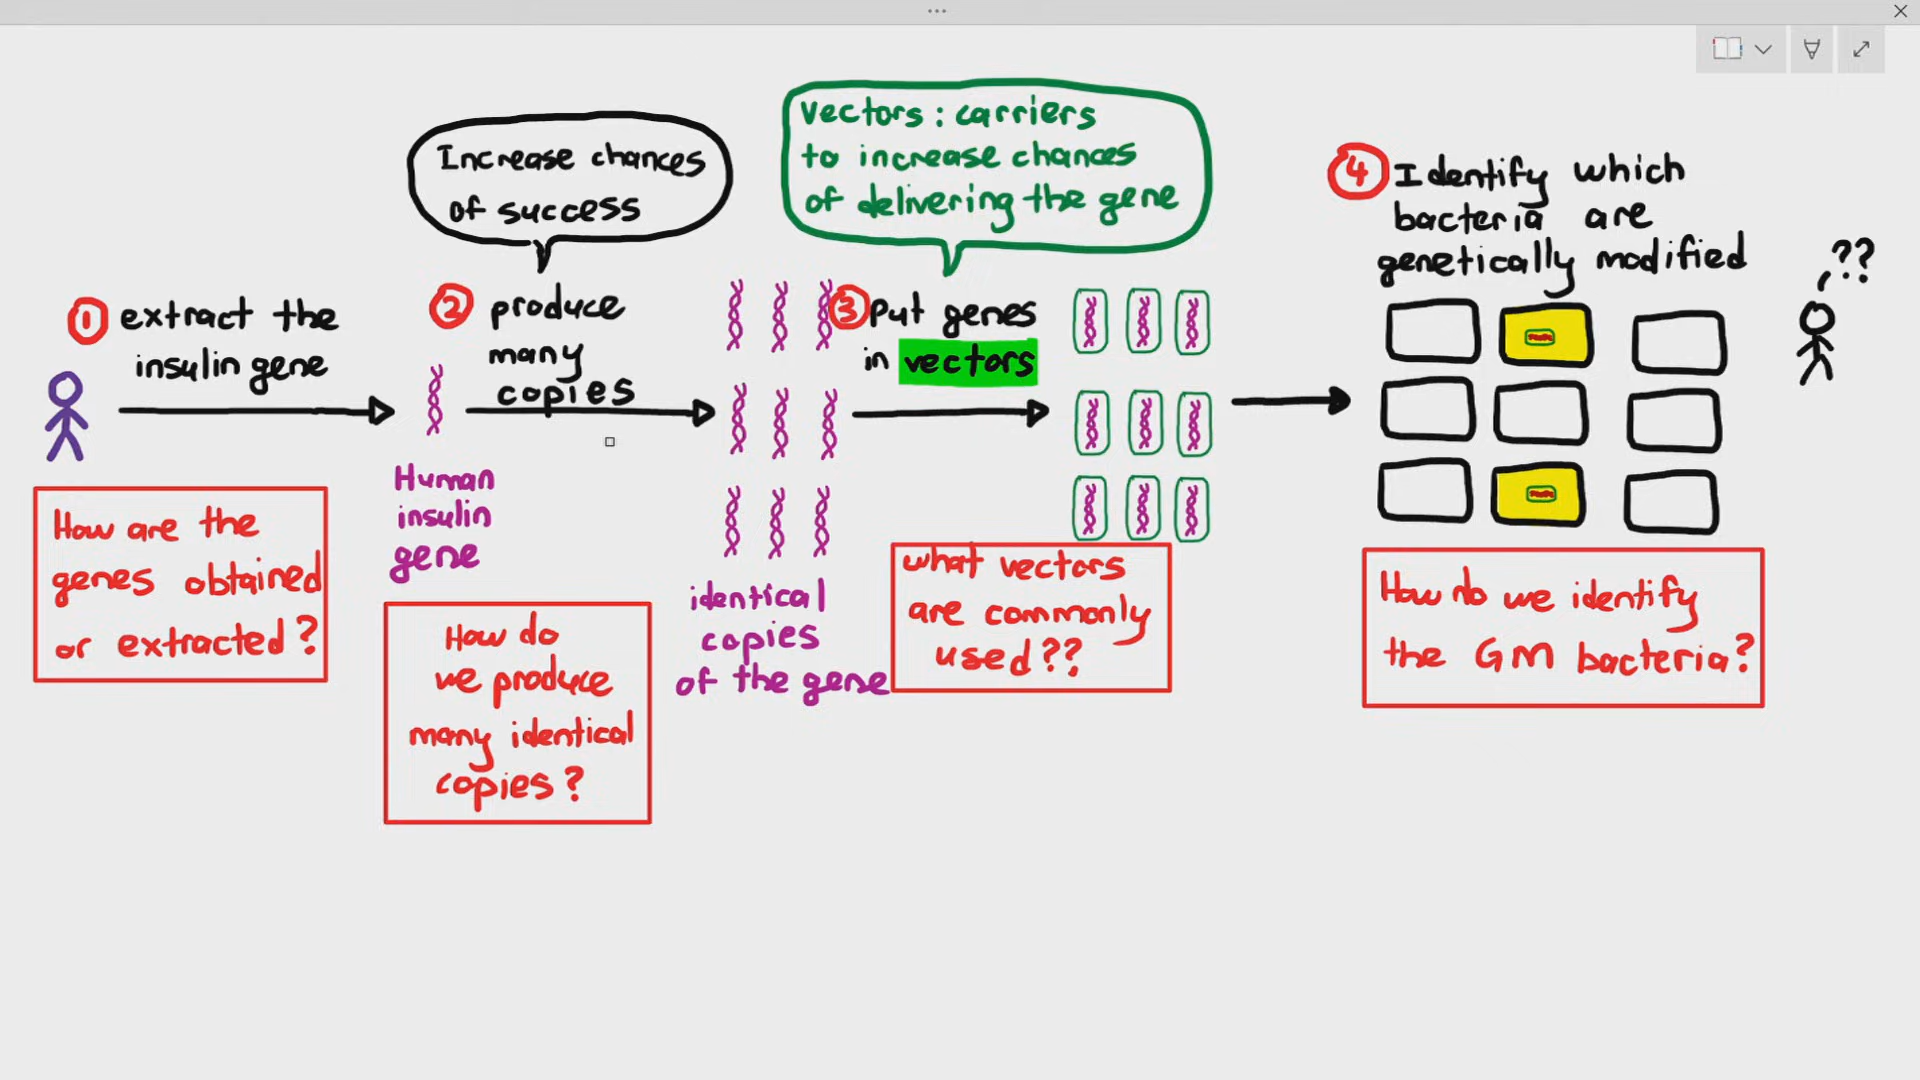 Increase chances
of success
Vectors : carriers
to increase chances
of delivering the gene
① extract the
insulin gene
② produce
many
copies
③ Put genes
in vectors
④ Identify which
bacteria are
genetically modified
??
Human
insulin
gene
identical
copies
of the gene
How are the
genes obtained
or extracted?
How do
we produce
many identical
copies?
what vectors
are commonly
used??
How do we identify
the GM bacteria?